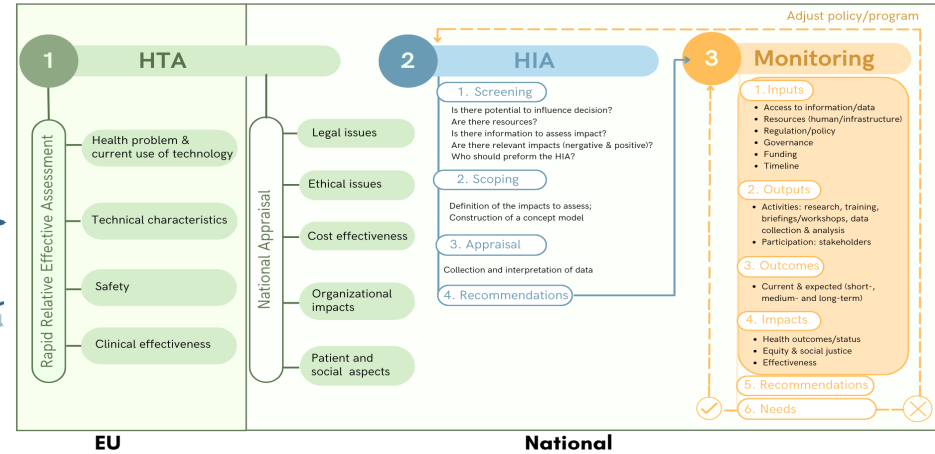 Adjust policy/program
1
HTA
2
HIA
3
Monitoring
Rapid Relative Effective Assessment
Health problem &
current use of technology
Technical characteristics
Safety
Clinical effectiveness
National Appraisal
Legal issues
Ethical issues
Cost effectiveness
Organizational
impacts
Patient and
social aspects
1. Screening
Is there potential to influence decision?
Are there resources?
Is there information to assess impact?
Are there relevant impacts (nergative & positive)?
Who should preform the HIA?
2. Scoping
Definition of the impacts to assess;
Construction of a concept model
3. Appraisal
Collection and interpretation of data
4. Recommendations
1. Inputs
• Access to information/data
• Resources (human/infrastructure)
• Regulation/policy
• Governance
• Funding
• Timeline
2. Outputs
• Activities: research, training,
briefings/workshops, data
collection & analysis
• Participation: stakeholders
3. Outcomes
• Current & expected (short-,
medium- and long-term)
4. Impacts
• Health outcomes/status
• Equity & social justice
• Effectiveness
5. Recommendations
6. Needs
EU
National